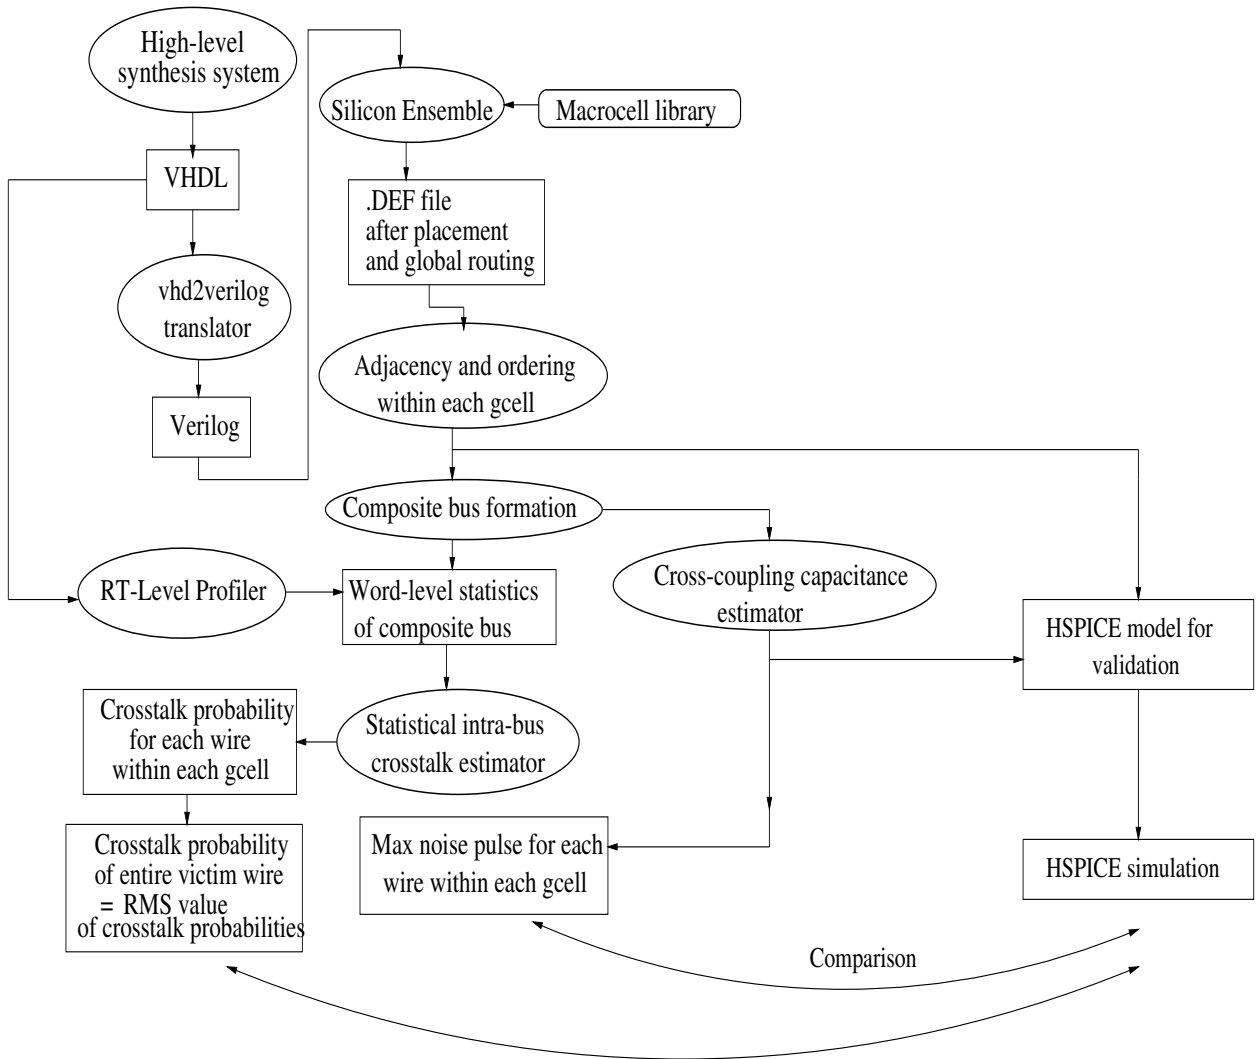 High-level
synthesis system
Silicon Ensemble
Macrocell library
VHDL
.DEF file
after placement
and global routing
vhd2verilog
translator
Adjacency and ordering
within each gcell
Verilog
Composite bus formation
RT-Level Profiler
Word-level statistics
of composite bus
Cross-coupling capacitance
estimator
HSPICE model for
validation
Crosstalk probability
for each wire
within each gcell
Statistical intra-bus
crosstalk estimator
Crosstalk probability
of entire victim wire
= RMS value
of crosstalk probabilities
Max noise pulse for each
wire within each gcell
HSPICE simulation
Comparison